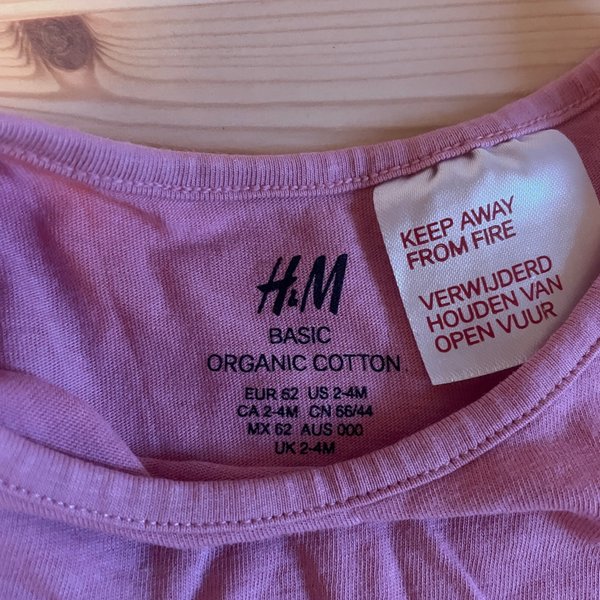 H&M
BASIC
ORGANIC COTTON
EUR 62 US 2-4M
CA 2-4M CN 66/44
MX 62 AUS 000
UK 2-4M
KEEP AWAY
FROM FIRE
VERWIJDERD
HOUDEN VAN
OPEN VUUR